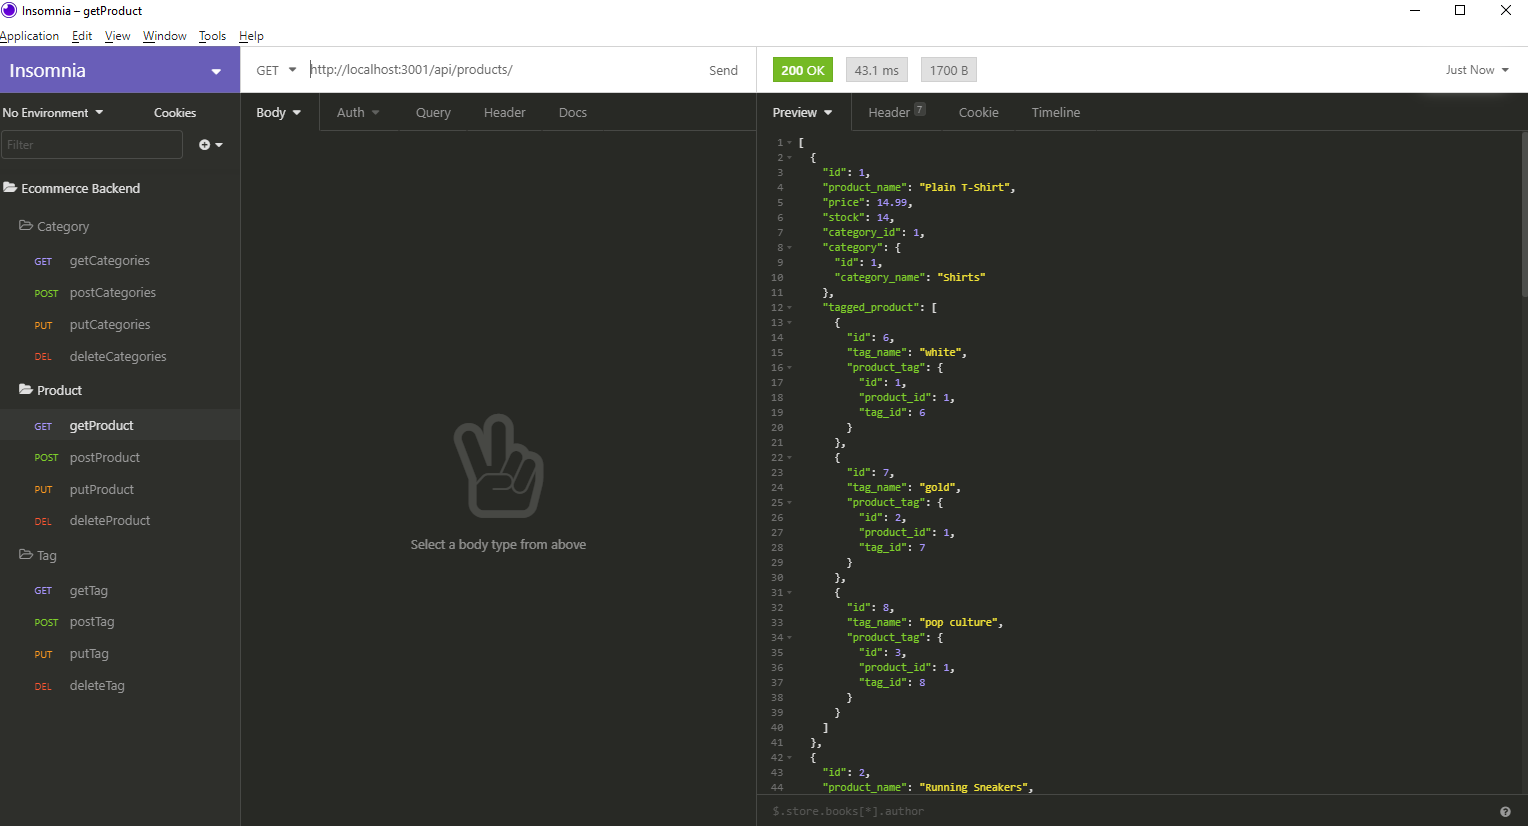 Insomnia – getProduct
Application Edit View Window Tools Help
Insomnia
GET http://localhost:3001/api/products/ Send
200 OK 43.1 ms 1700 B Just Now
No Environment Cookies
Filter
Ecommerce Backend
Category
GET getCategories
POST postCategories
PUT putCategories
DEL deleteCategories
Product
GET getProduct
POST postProduct
PUT putProduct
DEL deleteProduct
Tag
GET getTag
POST postTag
PUT putTag
DEL deleteTag
Body Auth Query Header Docs
Select a body type from above
Preview Header 7 Cookie Timeline
1 [
2 {
3 "id": 1,
4 "product_name": "Plain T-Shirt",
5 "price": 14.99,
6 "stock": 14,
7 "category_id": 1,
8 "category": {
9 "id": 1,
10 "category_name": "Shirts"
11 },
12 "tagged_product": [
13 {
14 "id": 6,
15 "tag_name": "white",
16 "product_tag": {
17 "id": 1,
18 "product_id": 1,
19 "tag_id": 6
20 }
21 },
22 {
23 "id": 7,
24 "tag_name": "gold",
25 "product_tag": {
26 "id": 2,
27 "product_id": 1,
28 "tag_id": 7
29 }
30 },
31 {
32 "id": 8,
33 "tag_name": "pop culture",
34 "product_tag": {
35 "id": 3,
36 "product_id": 1,
37 "tag_id": 8
38 }
39 }
40 ]
41 },
42 {
43 "id": 2,
44 "product_name": "Running Sneakers",
$.store.books[*].author